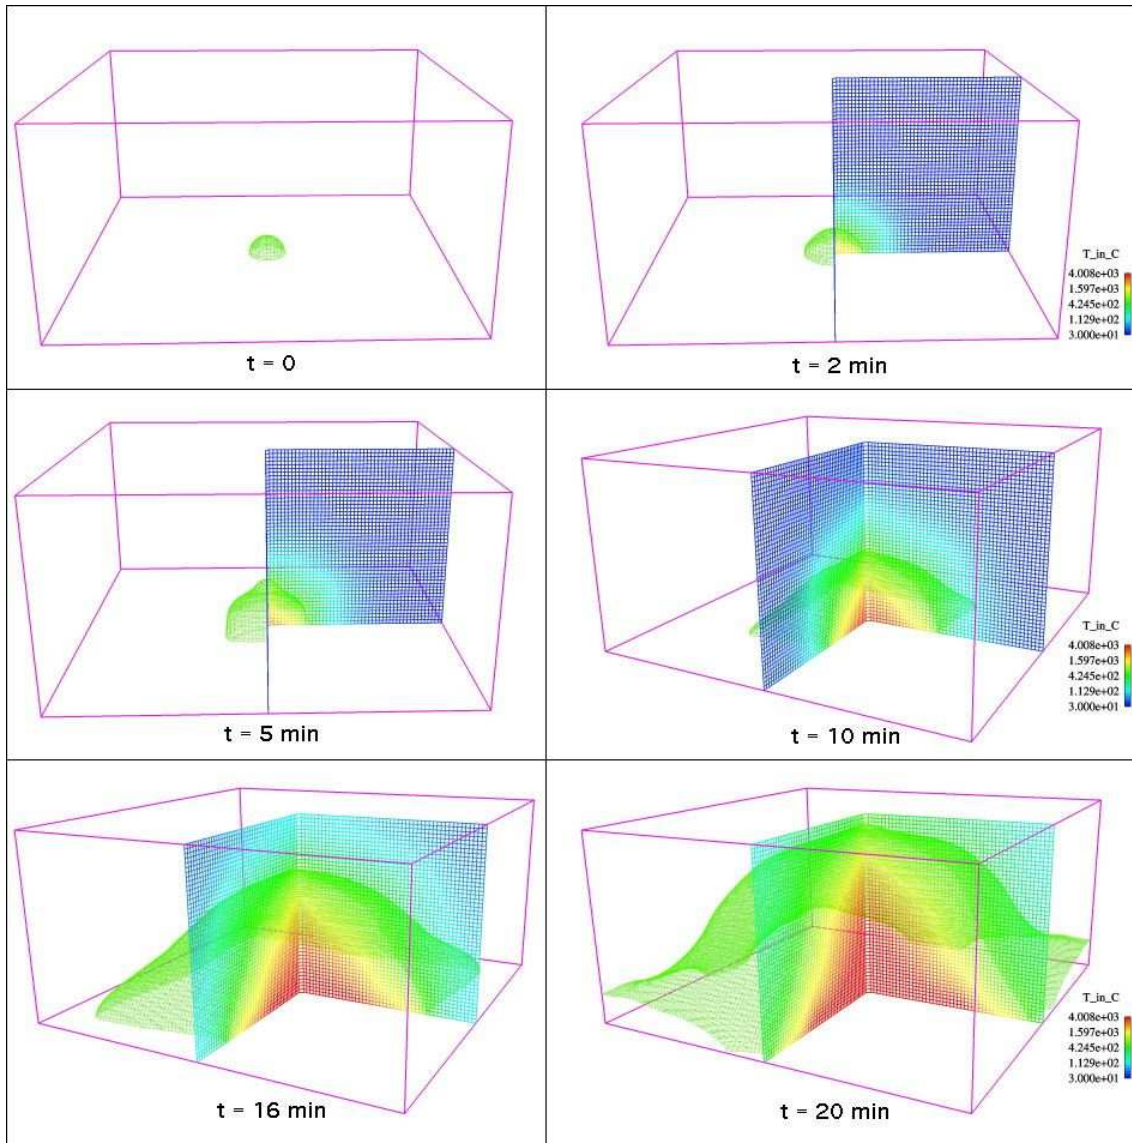 t = 0
T_in_C
4.008e+03
1.597e+03
4.245e+02
1.129e+02
3.000e+01
t = 2 min
t = 5 min
T_in_C
4.008e+03
1.597e+03
4.245e+02
1.129e+02
3.000e+01
t = 10 min
t = 16 min
T_in_C
4.008e+03
1.597e+03
4.245e+02
1.129e+02
3.000e+01
t = 20 min